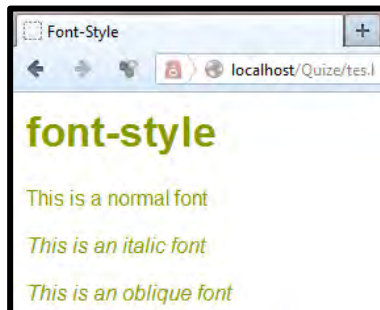 Font-Style
localhost/Quize/tes.l
font-style
This is a normal font
This is an italic font
This is an oblique font